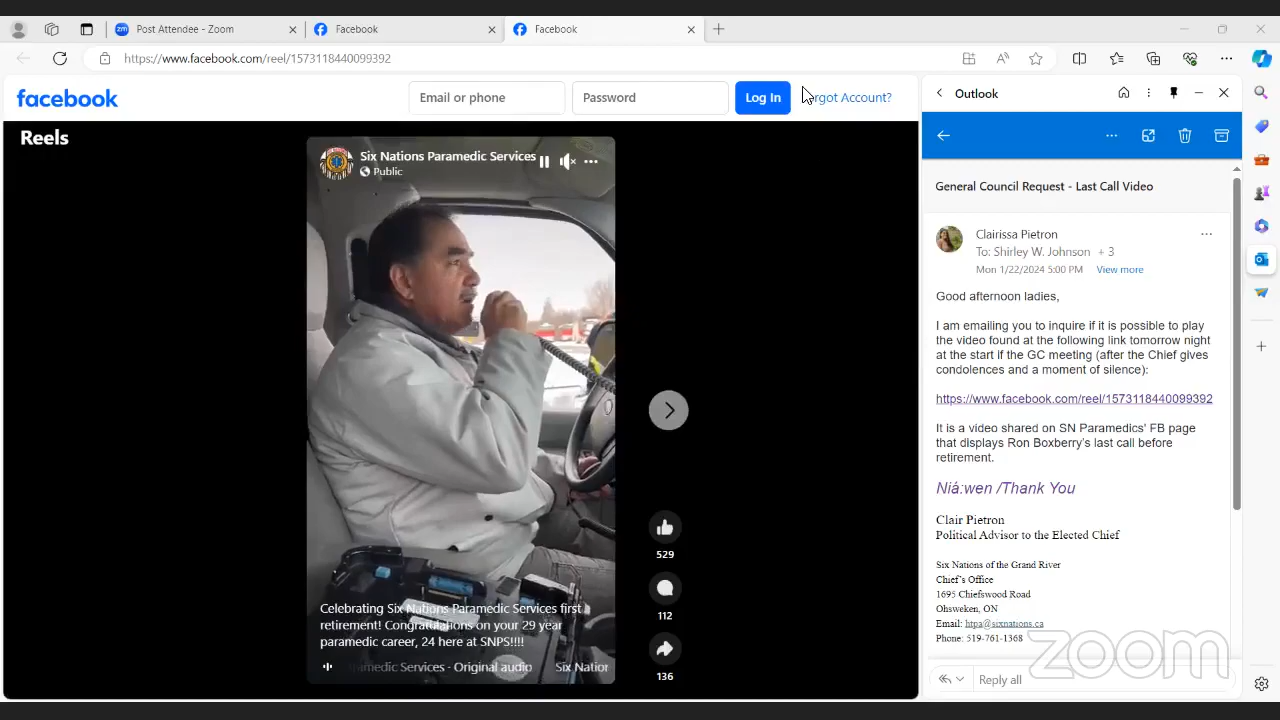 Post Attendee - Zoom
Facebook
Facebook
https://www.facebook.com/reel/1573118440099392
facebook
Email or phone
Password
Log In
orgot Account?
Reels
Six Nations Paramedic Services
Public
529
112
136
Celebrating Six Nations Paramedic Services first
retirement! Congratulations on your 29 year
paramedic career, 24 here at SNPS!!!!
ramedic Services · Original audio
Six Nation
Outlook
General Council Request - Last Call Video
Clairissa Pietron
To: Shirley W. Johnson + 3
Mon 1/22/2024 5:00 PM View more
Good afternoon ladies,
I am emailing you to inquire if it is possible to play
the video found at the following link tomorrow night
at the start if the GC meeting (after the Chief gives
condolences and a moment of silence):
https://www.facebook.com/reel/1573118440099392
It is a video shared on SN Paramedics' FB page
that displays Ron Boxberry's last call before
retirement.
Niá:wen /Thank You
Clair Pietron
Political Advisor to the Elected Chief
Six Nations of the Grand River
Chief's Office
1695 Chiefswood Road
Ohsweken, ON
Email: htpa@sixnations.ca
Phone: 519-761-1368
Reply all
zoom